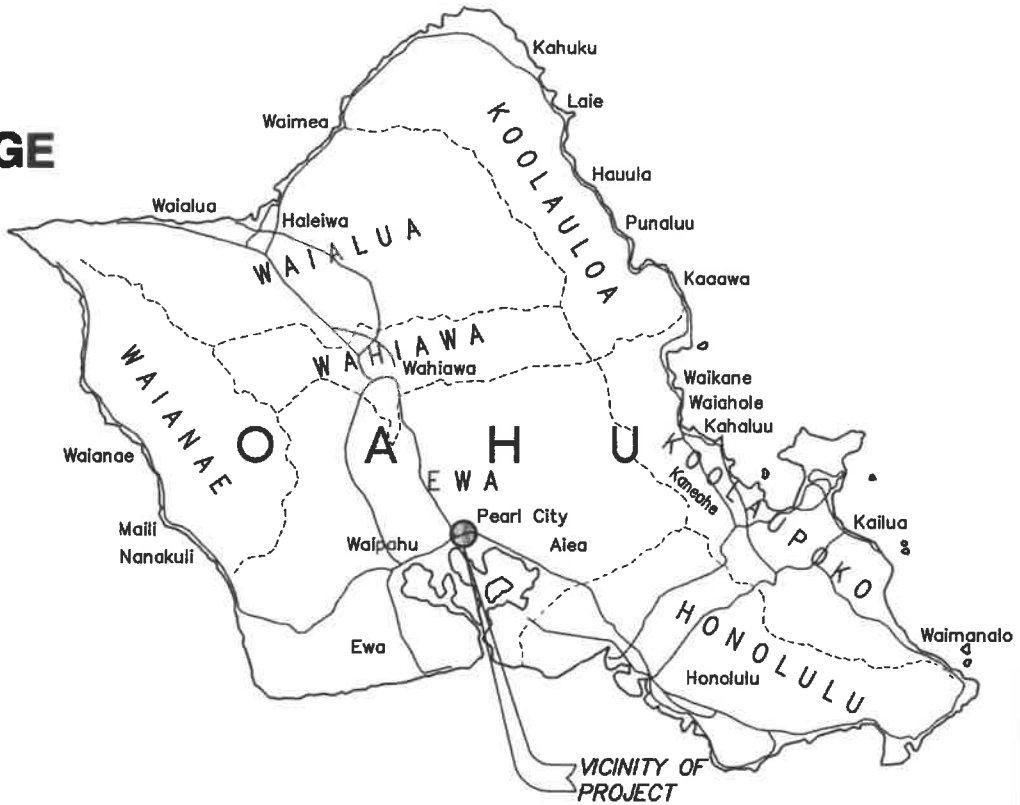 GE
Kahuku
Laie
Waimea
KOOLAULOA
Hauula
Waialua
Haleiwa
Punaluu
WAIALUA
Kaaawa
WAHIAWA
Wahiawa
WAIANAE
Waikane
Waiahole
Kahaluu
OAHU
KOOLAUPOKO
Waianae
Kaneohe
EWA
Pearl City
Kailua
Maili
Nanakuli
Waipahu
Aiea
HONOLULU
Waimanalo
Ewa
Honolulu
VICINITY OF
PROJECT